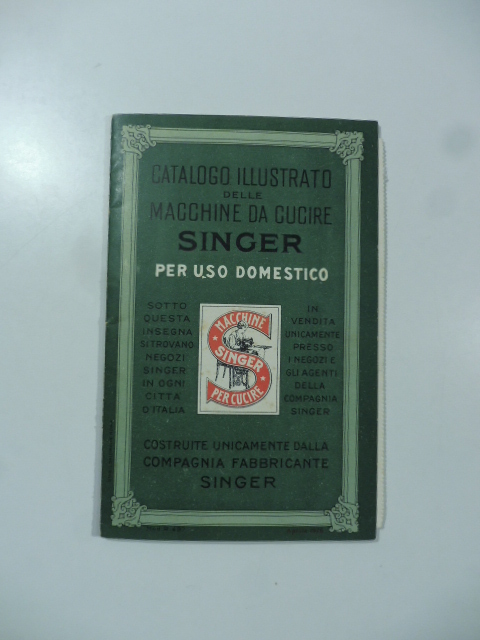 CATALOGO ILLUSTRATO
DELLE
MACCHINE DA CUCIRE
SINGER
PER USO DOMESTICO
SOTTO
QUESTA
INSEGNA
SI TROVANO
NEGOZI
SINGER
IN OGNI
CITTA'
D'ITALIA
MACCHINE
SINGER
PER CUCIRE
IN
VENDITA
UNICAMENTE
PRESSO
I NEGOZI E
GLI AGENTI
DELLA
COMPAGNIA
SINGER
COSTRUITE UNICAMENTE DALLA
COMPAGNIA FABBRICANTE
SINGER